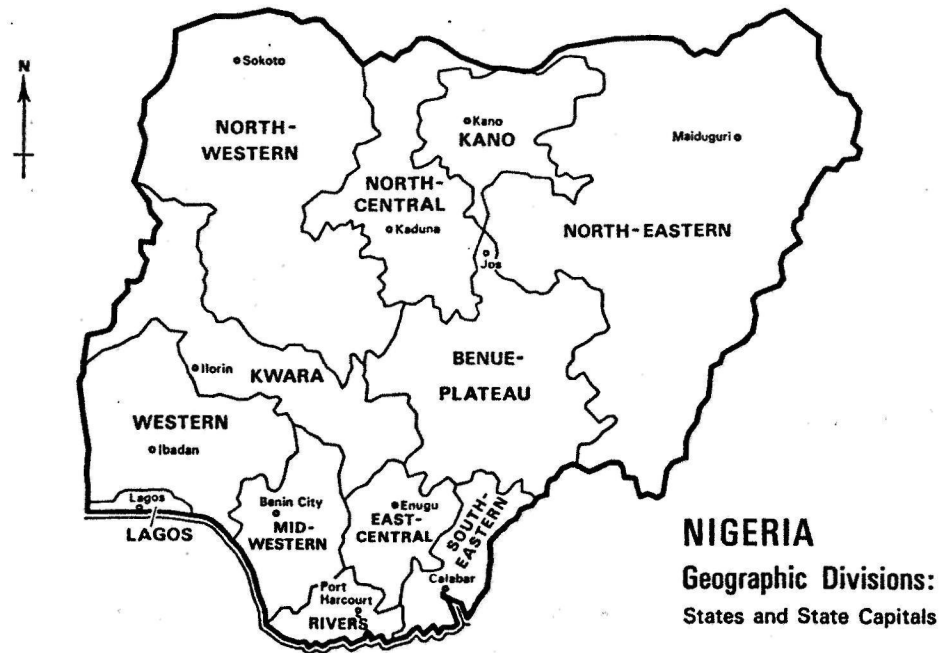 N
Sokoto
NORTH-
WESTERN
Kano
KANO
Maiduguri
NORTH-
CENTRAL
Kaduna
NORTH-EASTERN
Jos
Ilorin
KWARA
BENUE-
PLATEAU
WESTERN
Ibadan
Lagos
LAGOS
Benin City
MID-
WESTERN
Enugu
EAST-
CENTRAL
SOUTH-
EASTERN
Calabar
Port
Harcourt
RIVERS
NIGERIA
Geographic Divisions:
States and State Capitals